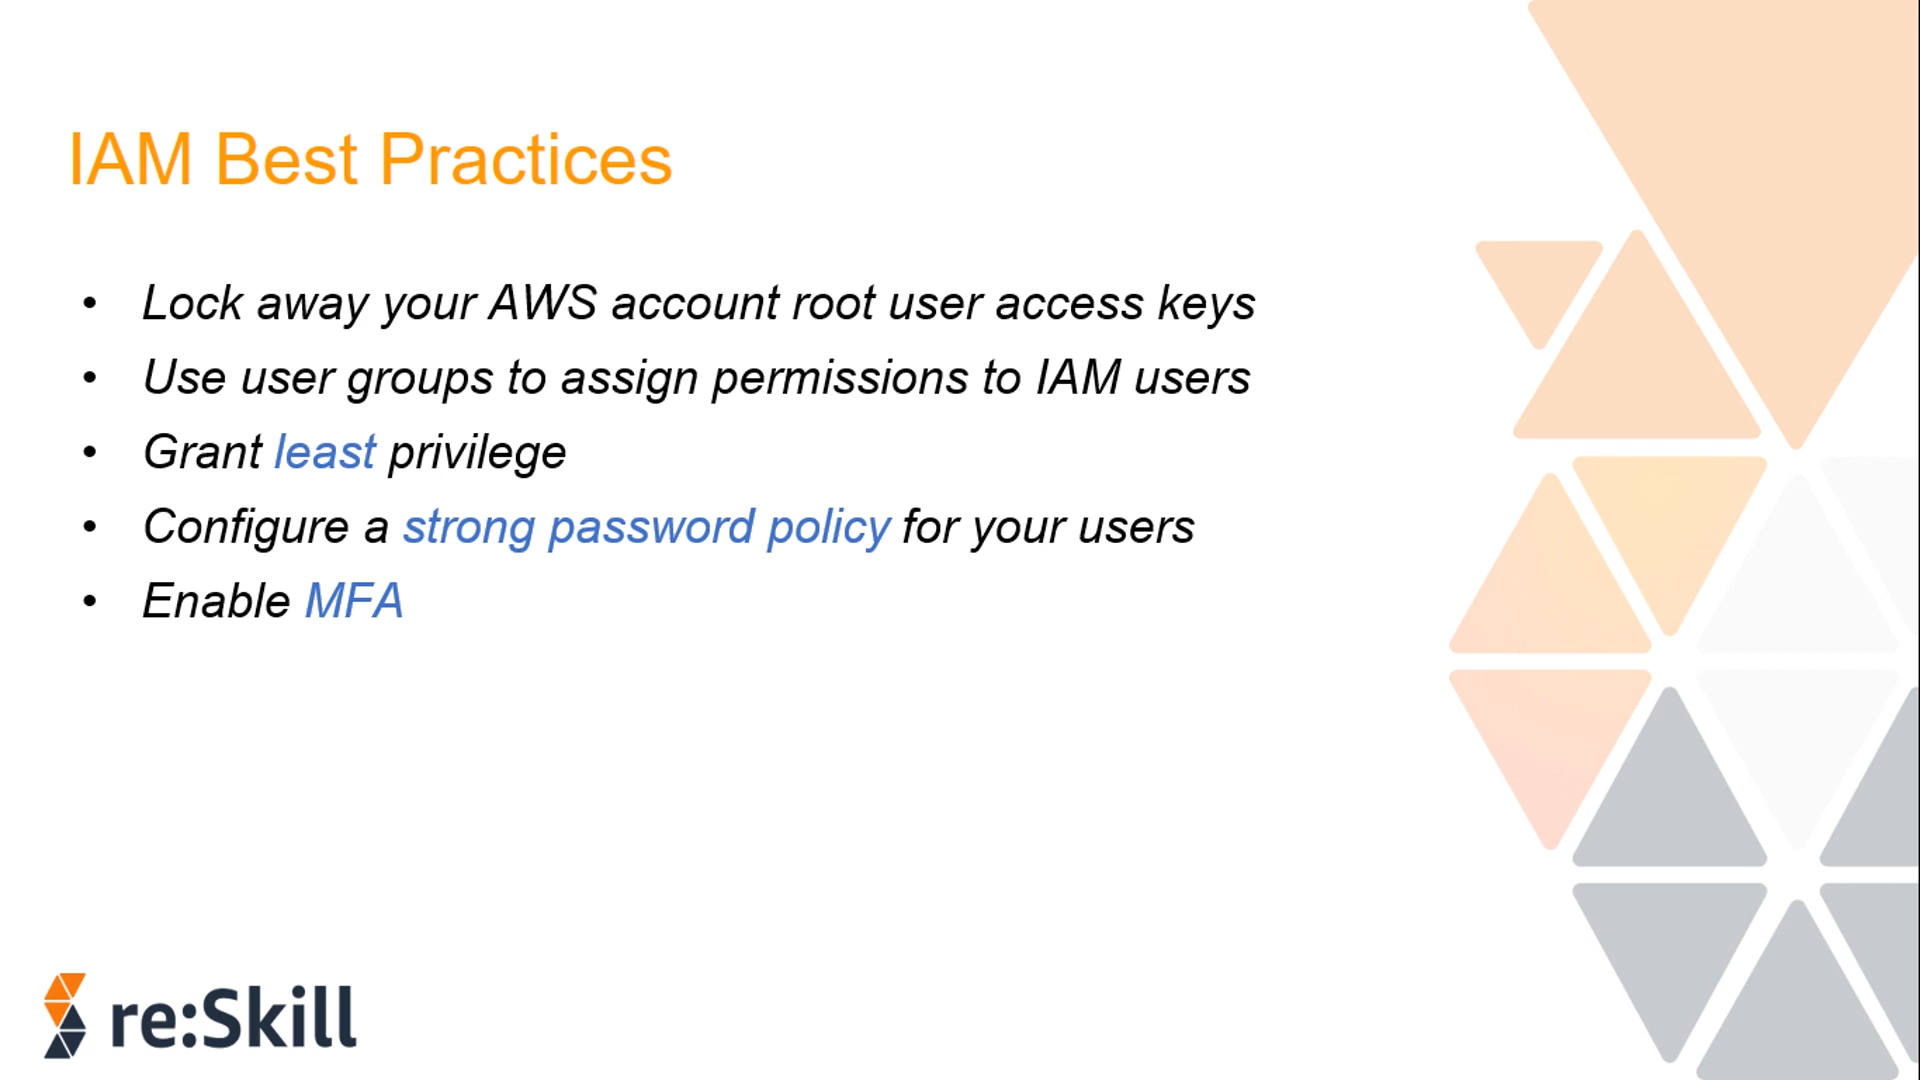 IAM Best Practices
• Lock away your AWS account root user access keys
• Use user groups to assign permissions to IAM users
• Grant least privilege
• Configure a strong password policy for your users
• Enable MFA
re:Skill